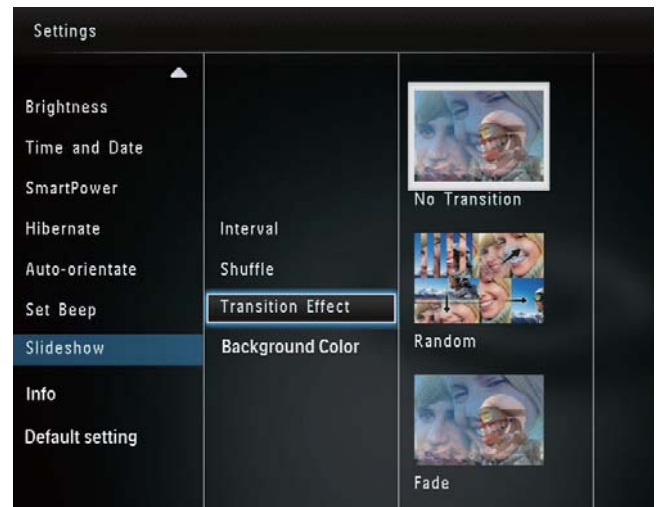 Settings
Brightness
Time and Date
SmartPower
Hibernate
Auto-orientate
Set Beep
Slideshow
Info
Default setting
Interval
Shuffle
Transition Effect
Background Color
No Transition
Random
Fade